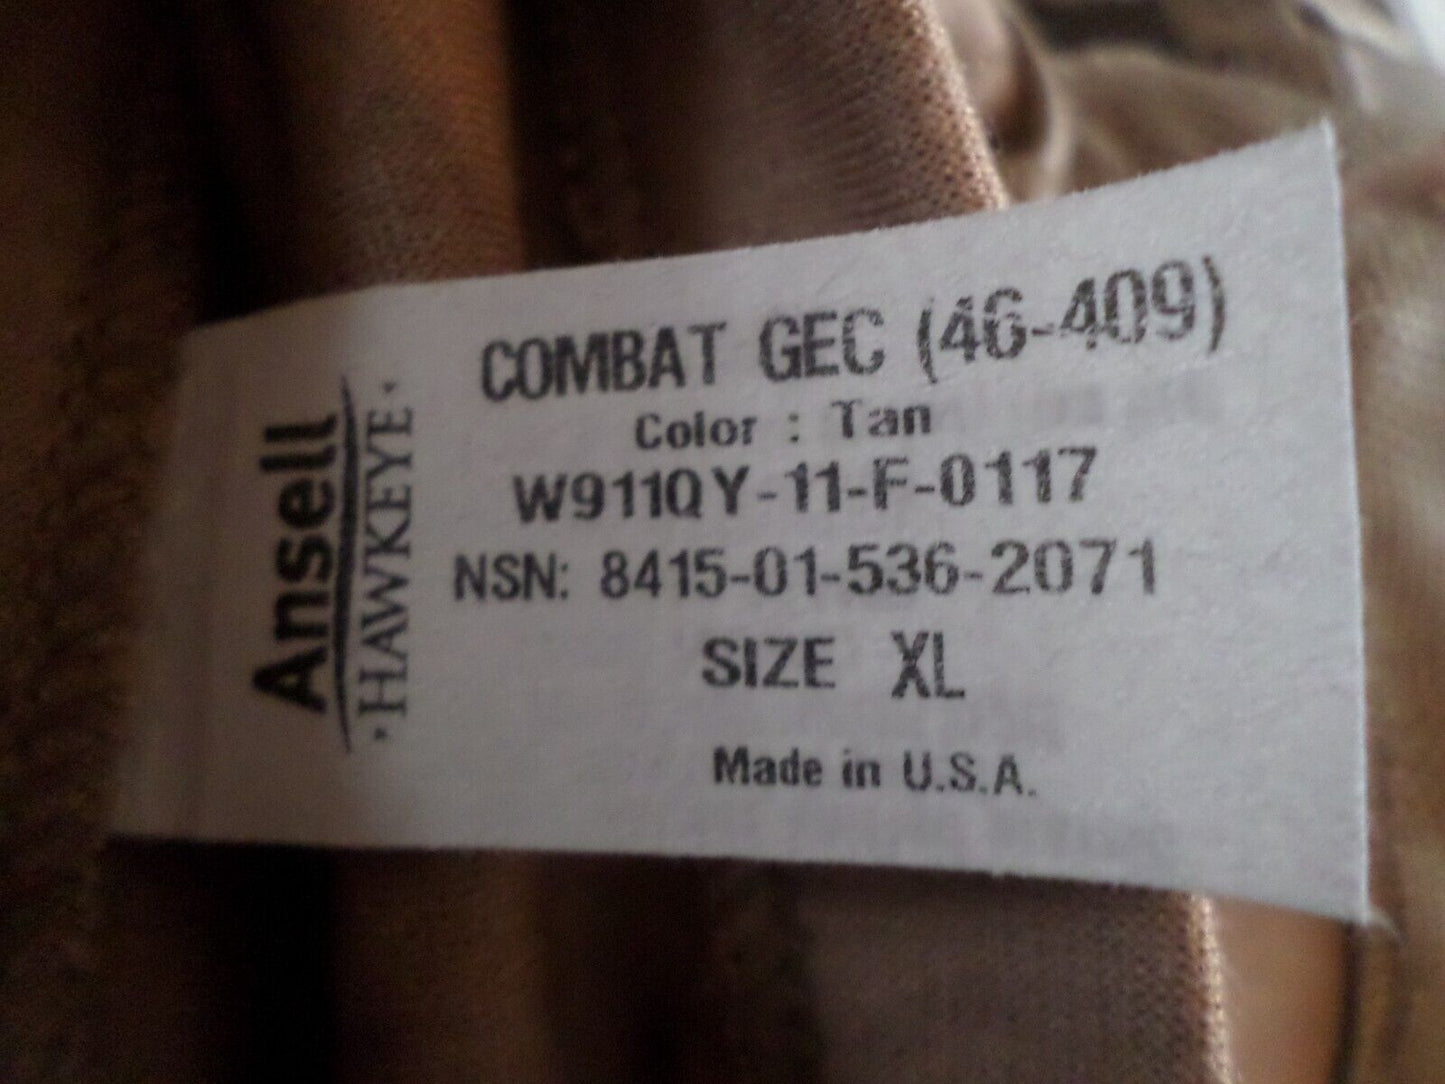 Ansell
HAWKEYE
COMBAT GEC (46-409)
Color : Tan
W911QY-11-F-0117
NSN: 8415-01-536-2071
SIZE XL
Made in U.S.A.